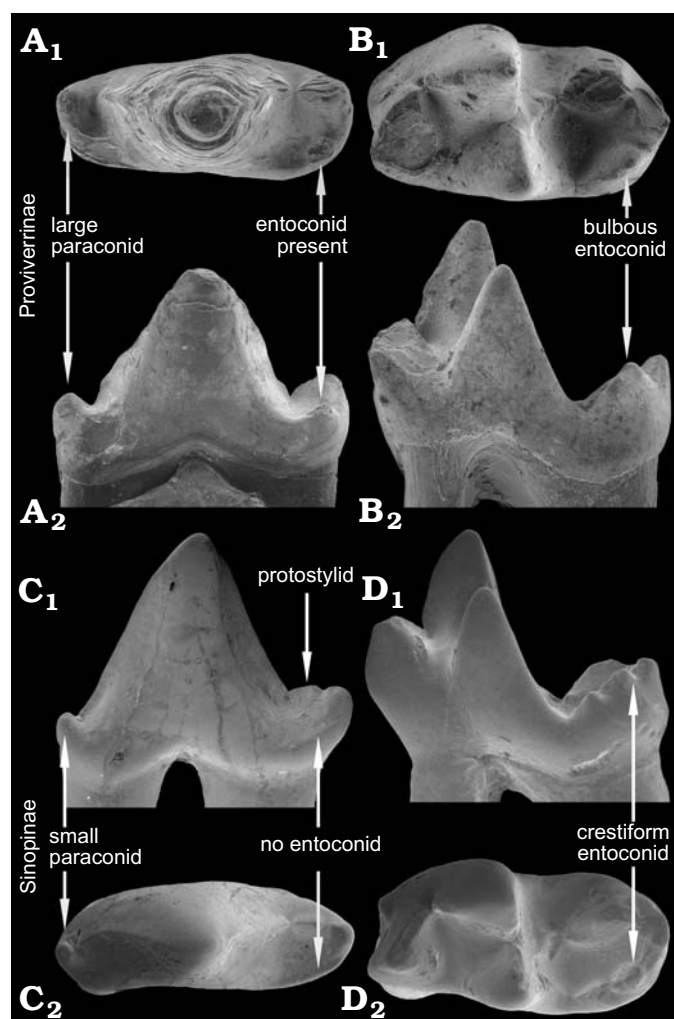 A1
B1
Proviverrinae
large
paraconid
entoconid
present
bulbous
entoconid
A2
B2
C1
protostylid
D1
Sinopinae
small
paraconid
no entoconid
crestiform
entoconid
C2
D2